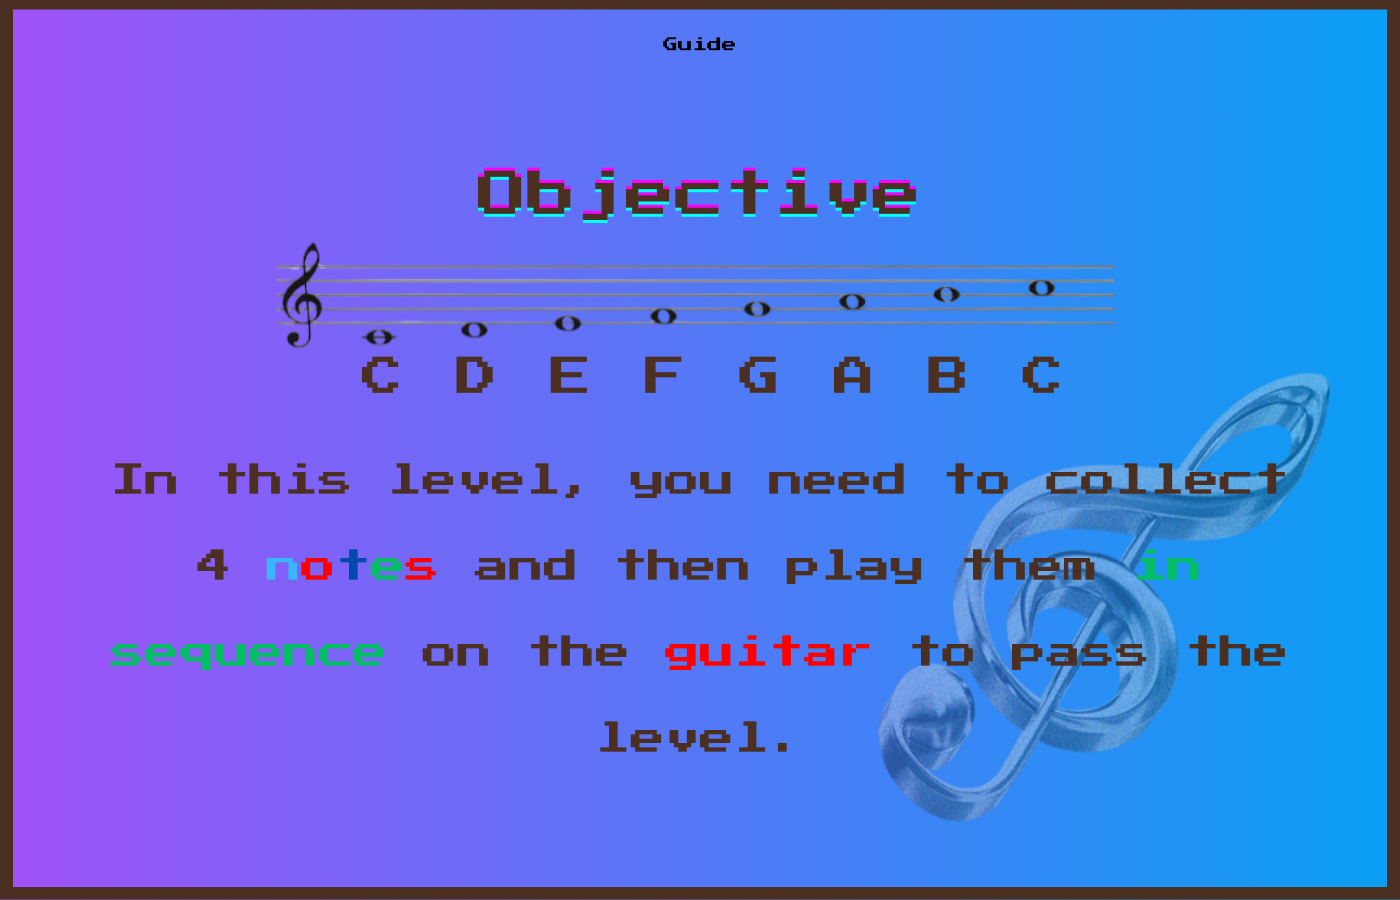 Guide
Objective
C D E F G A B C
In this level, you need to collect
4 notes and then play them in
sequence on the guitar to pass the
level.